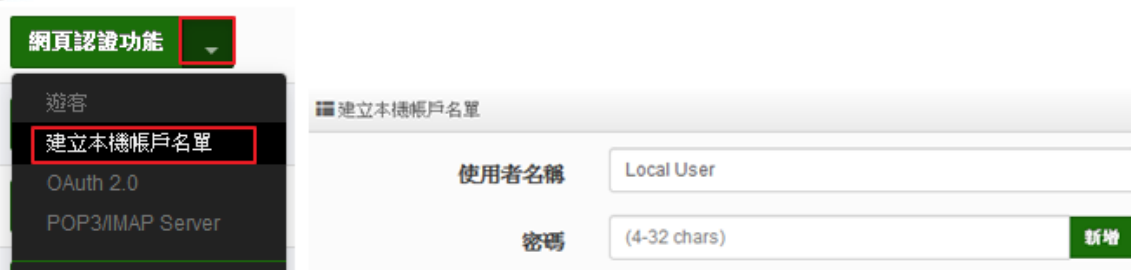 網頁認證功能
遊客
建立本機帳戶名單
OAuth 2.0
POP3/IMAP Server
建立本機帳戶名單
使用者名稱
Local User
密碼
(4-32 chars)
新增